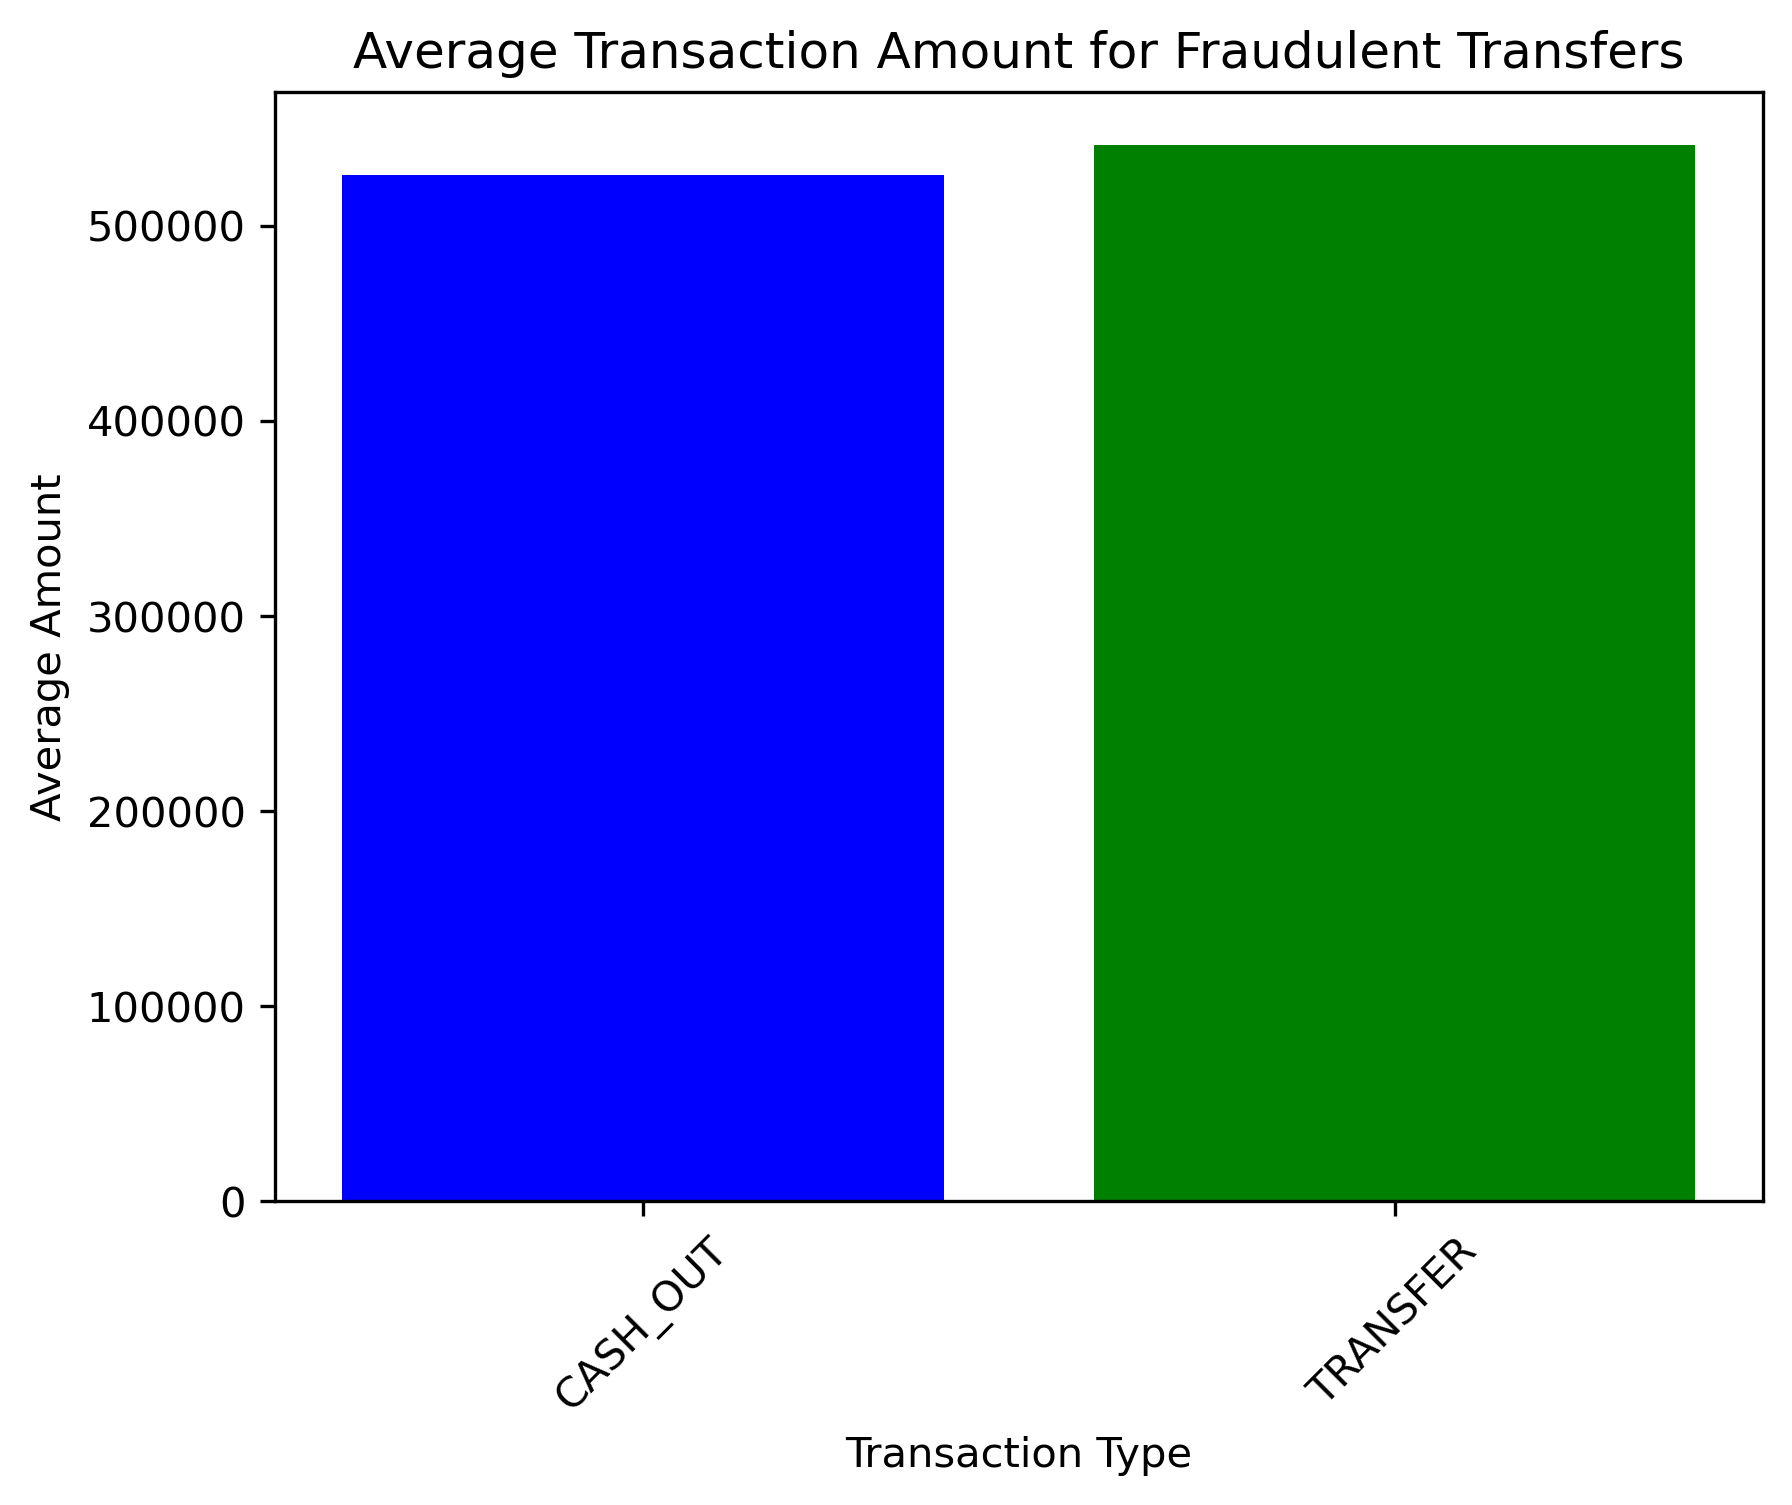 Average Transaction Amount for Fraudulent Transfers
Average Amount
500000
400000
300000
200000
100000
0
CASH_OUT
TRANSFER
Transaction Type